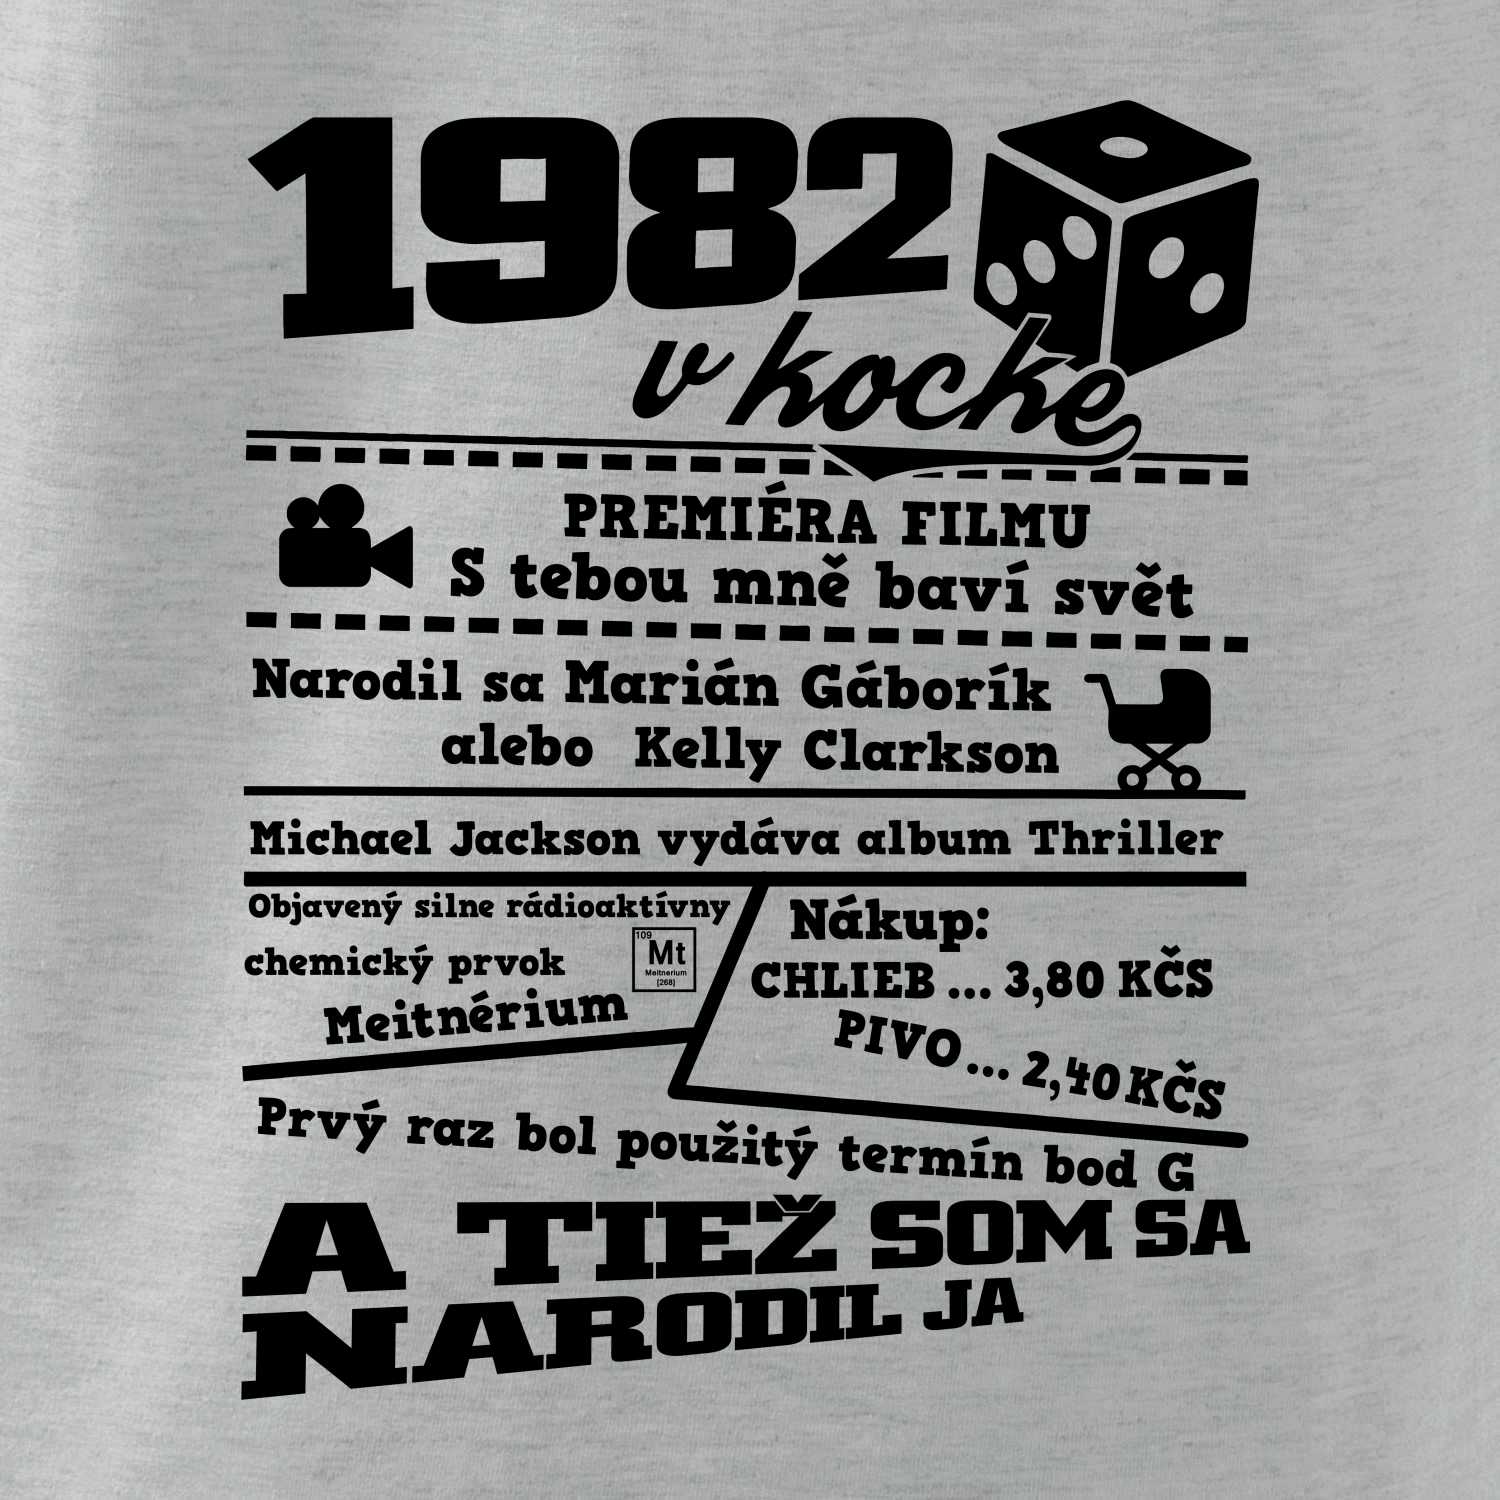 1982
v kocke
PREMIÉRA FILMU
S tebou mně baví svět
Narodil sa Marián Gáborík
alebo Kelly Clarkson
Michael Jackson vydáva album Thriller
Objavený silne rádioaktívny
chemický prvok
Meitnérium
109
Mt
Meitnerium
[268]
Nákup:
CHLIEB ... 3,80 KČS
PIVO ... 2,40 KČS
Prvý raz bol použitý termín bod G
A TIEŽ SOM SA
NARODIL JA